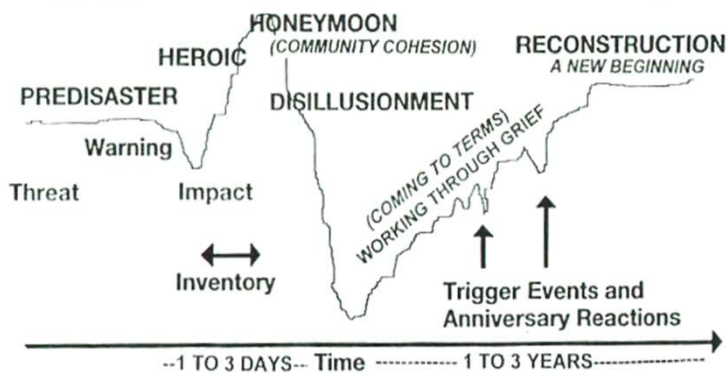 HONEYMOON
(COMMUNITY COHESION)
HEROIC
RECONSTRUCTION
A NEW BEGINNING
PREDISASTER
DISILLUSIONMENT
Warning
(COMING TO TERMS)
WORKING THROUGH GRIEF
Threat
Impact
Inventory
Trigger Events and
Anniversary Reactions
--1 TO 3 DAYS-- Time ---------- 1 TO 3 YEARS--------------